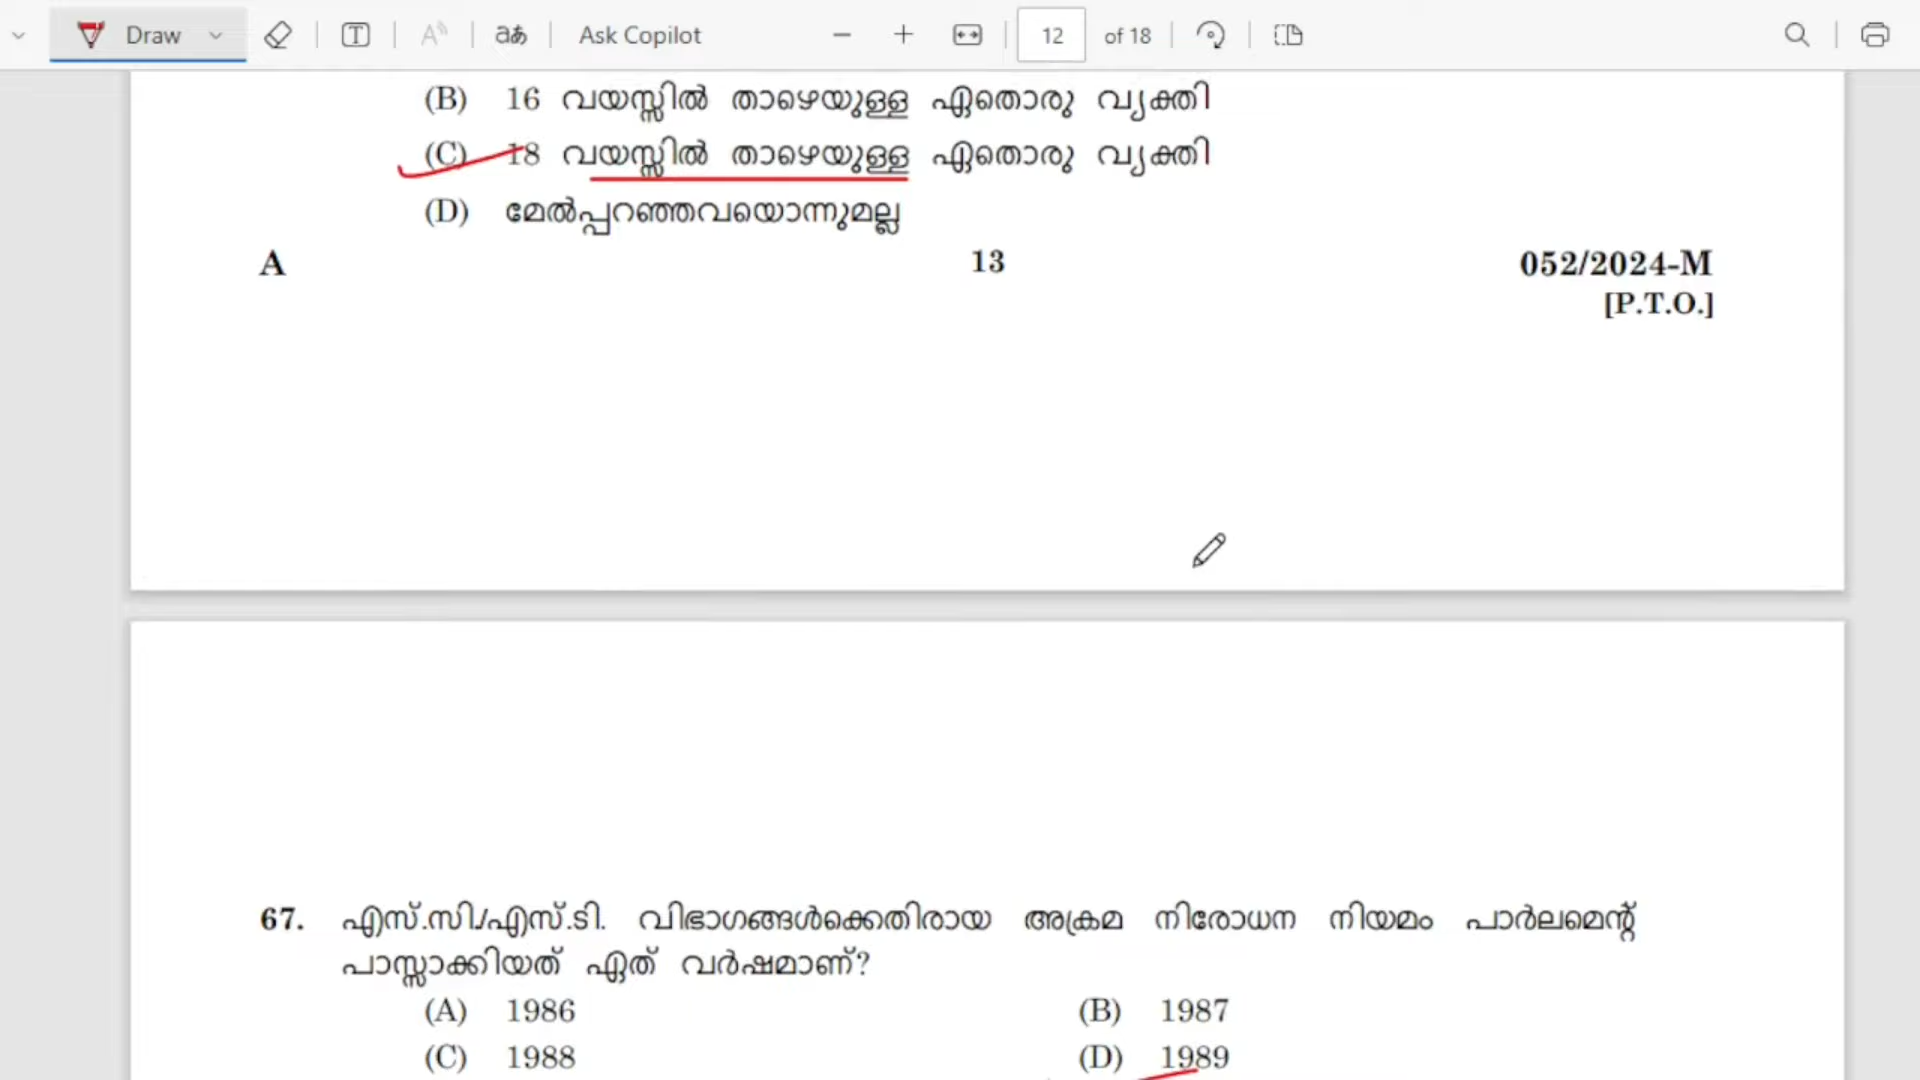 Draw
Ask Copilot
12 of 18
(B) 16 വയസ്സിൽ താഴെയുള്ള ഏതൊരു വ്യക്തി
(C) 18 വയസ്സിൽ താഴെയുള്ള ഏതൊരു വ്യക്തി
(D) മേൽപ്പറഞ്ഞവയൊന്നുമല്ല
A 13 052/2024-M
[P.T.O.]
67. എസ്.സി./എസ്.ടി. വിഭാഗങ്ങൾക്കെതിരായ അക്രമ നിരോധന നിയമം പാർലമെന്റ്
പാസ്സാക്കിയത് ഏത് വർഷമാണ്?
(A) 1986 (B) 1987
(C) 1988 (D) 1989